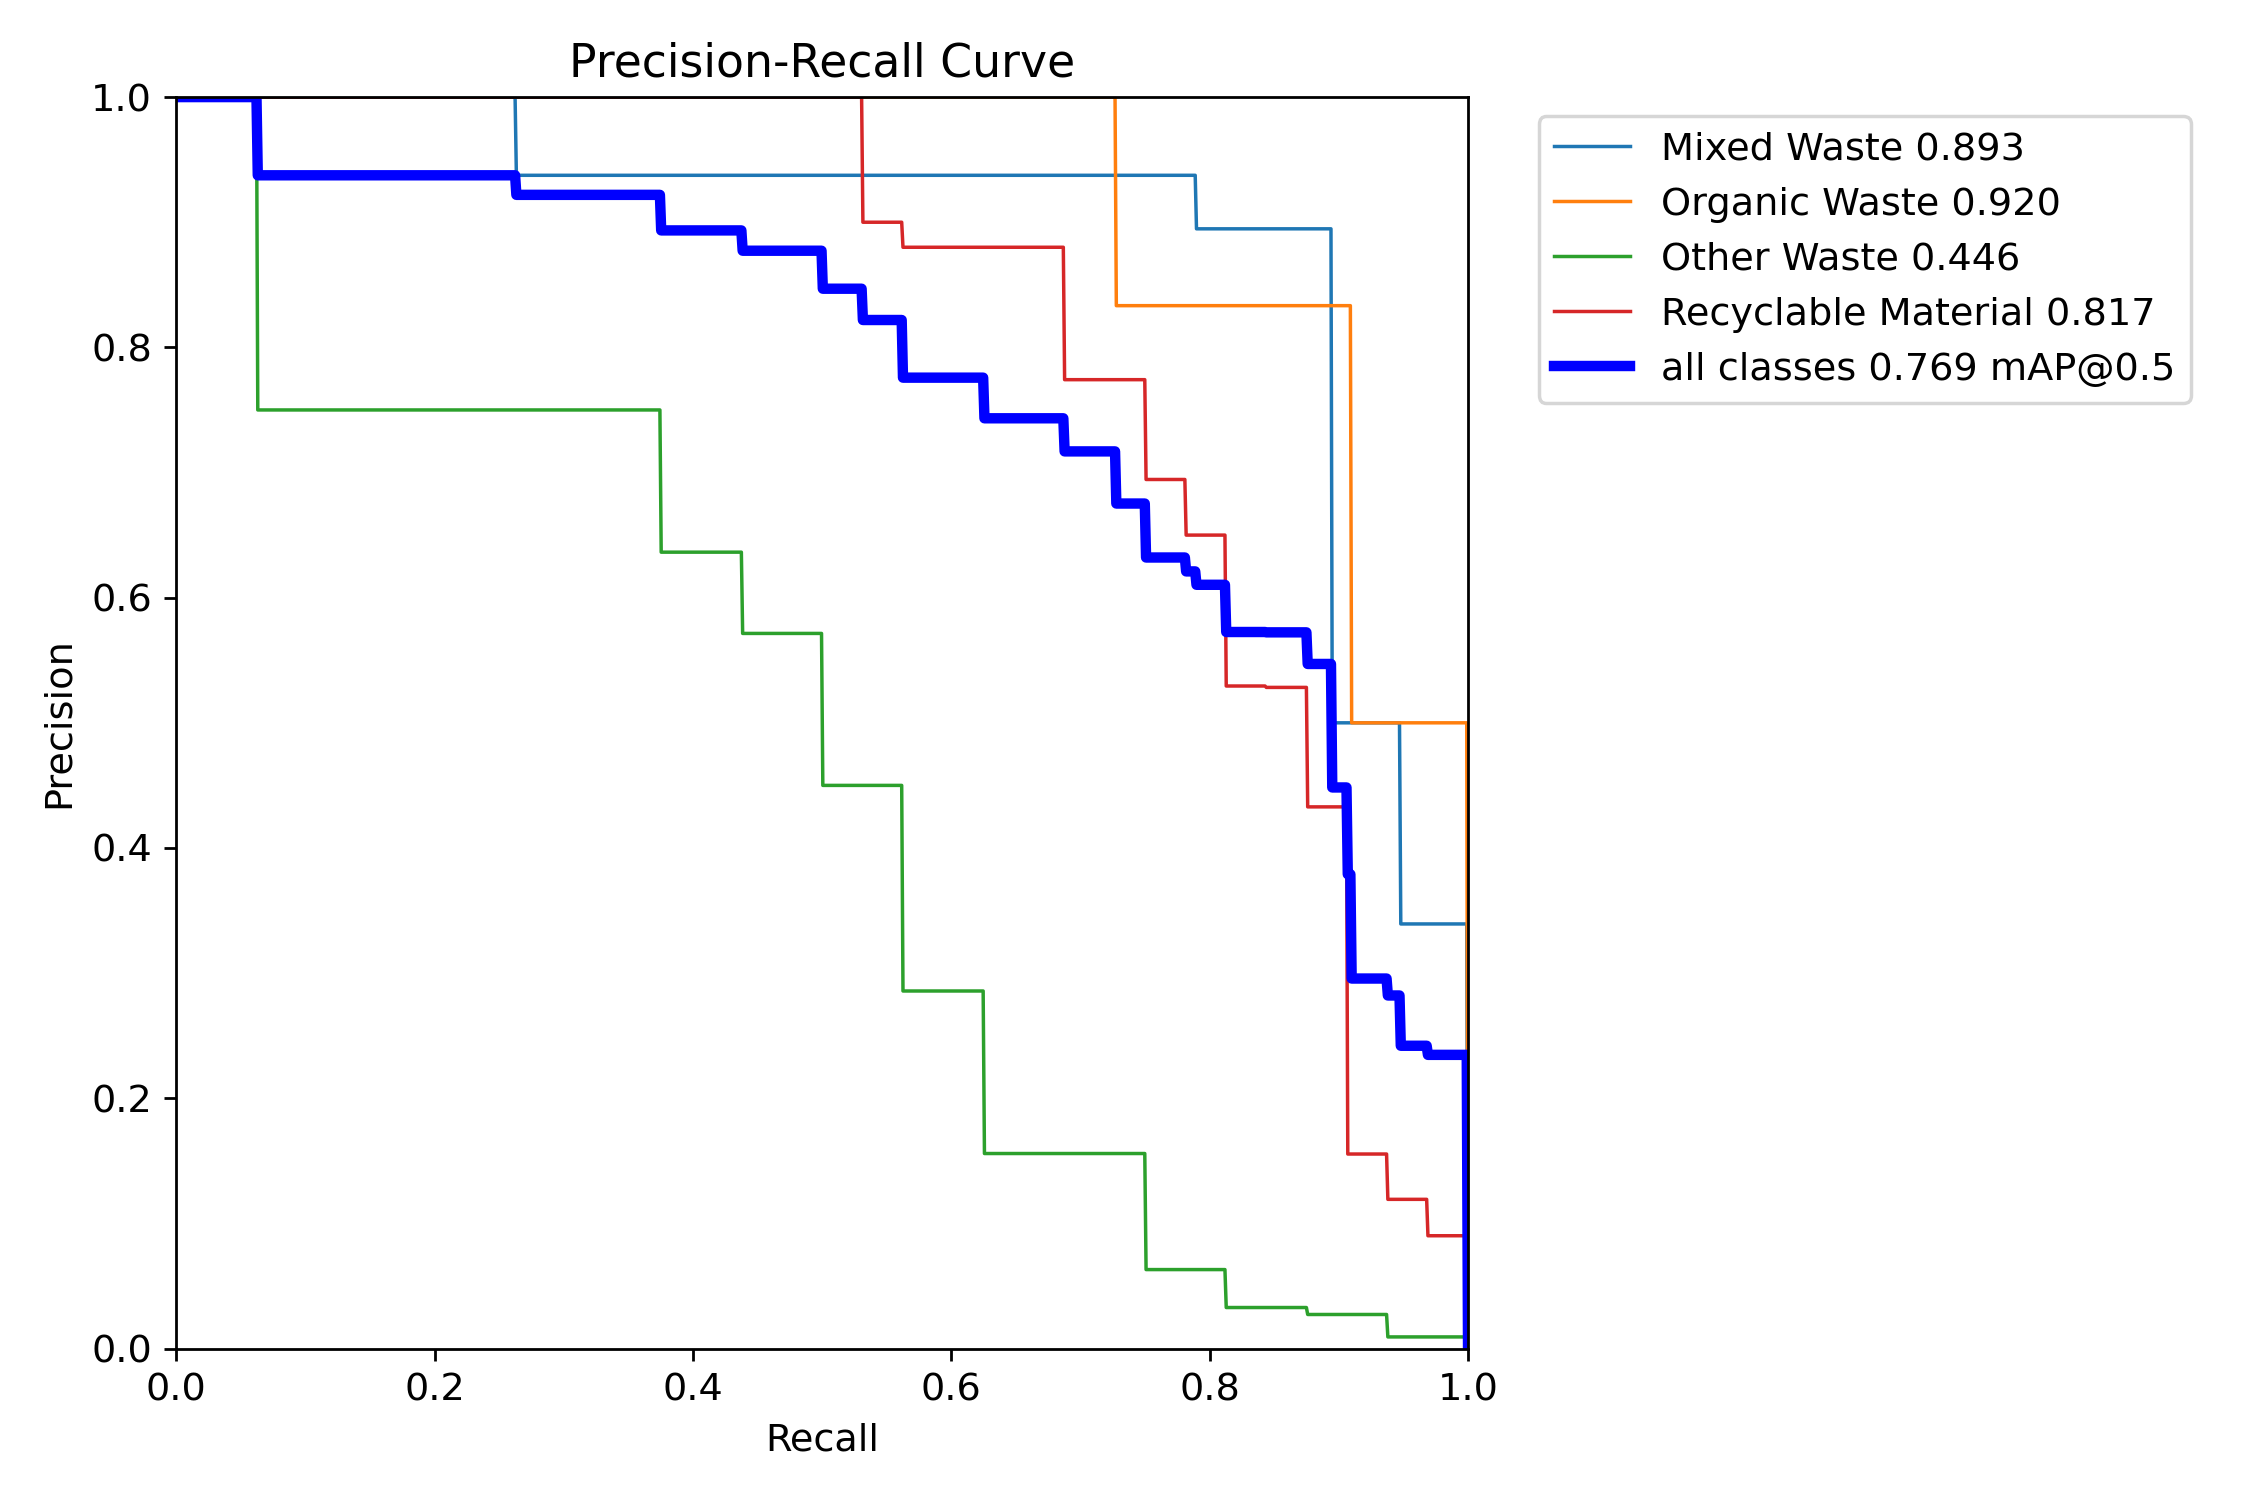 Precision-Recall Curve
1.0
0.8
0.6
0.4
0.2
0.0
Precision
0.0 0.2 0.4 0.6 0.8 1.0
Recall
Mixed Waste 0.893
Organic Waste 0.920
Other Waste 0.446
Recyclable Material 0.817
all classes 0.769 mAP@0.5